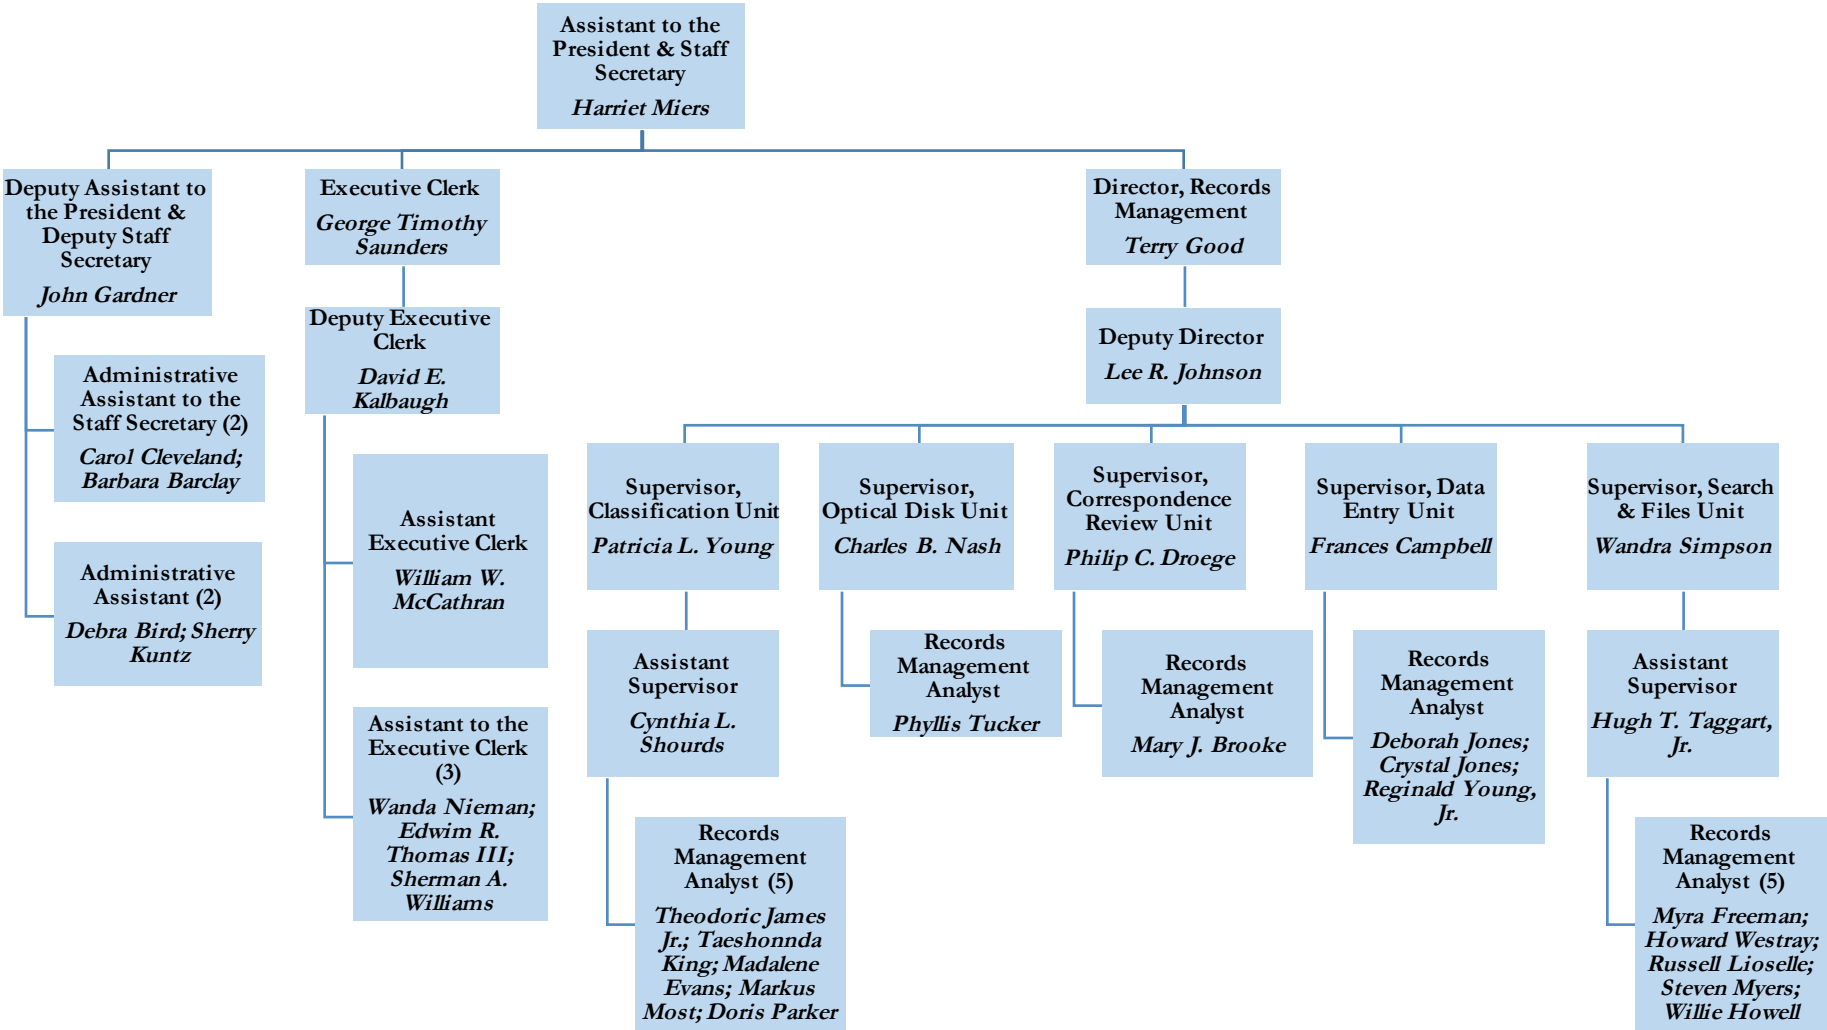 Assistant to the
President & Staff
Secretary
Harriet Miers
Deputy Assistant to
the President &
Deputy Staff
Secretary
John Gardner
Administrative
Assistant to the
Staff Secretary (2)
Carol Cleveland;
Barbara Barclay
Administrative
Assistant (2)
Debra Bird; Sherry
Kuntz
Executive Clerk
George Timothy
Saunders
Deputy Executive
Clerk
David E.
Kalbaugh
Assistant
Executive Clerk
William W.
McCathran
Assistant to the
Executive Clerk
(3)
Wanda Nieman;
Edwim R.
Thomas III;
Sherman A.
Williams
Director, Records
Management
Terry Good
Deputy Director
Lee R. Johnson
Supervisor,
Classification Unit
Patricia L. Young
Assistant
Supervisor
Cynthia L.
Shourds
Records
Management
Analyst (5)
Theodoric James
Jr.; Taeshonnda
King; Madalene
Evans; Markus
Most; Doris Parker
Supervisor,
Optical Disk Unit
Charles B. Nash
Records
Management
Analyst
Phyllis Tucker
Supervisor,
Correspondence
Review Unit
Philip C. Droege
Records
Management
Analyst
Mary J. Brooke
Supervisor, Data
Entry Unit
Frances Campbell
Records
Management
Analyst
Deborah Jones;
Crystal Jones;
Reginald Young,
Jr.
Supervisor, Search
& Files Unit
Wandra Simpson
Assistant
Supervisor
Hugh T. Taggart,
Jr.
Records
Management
Analyst (5)
Myra Freeman;
Howard Westray;
Russell Lioselle;
Steven Myers;
Willie Howell